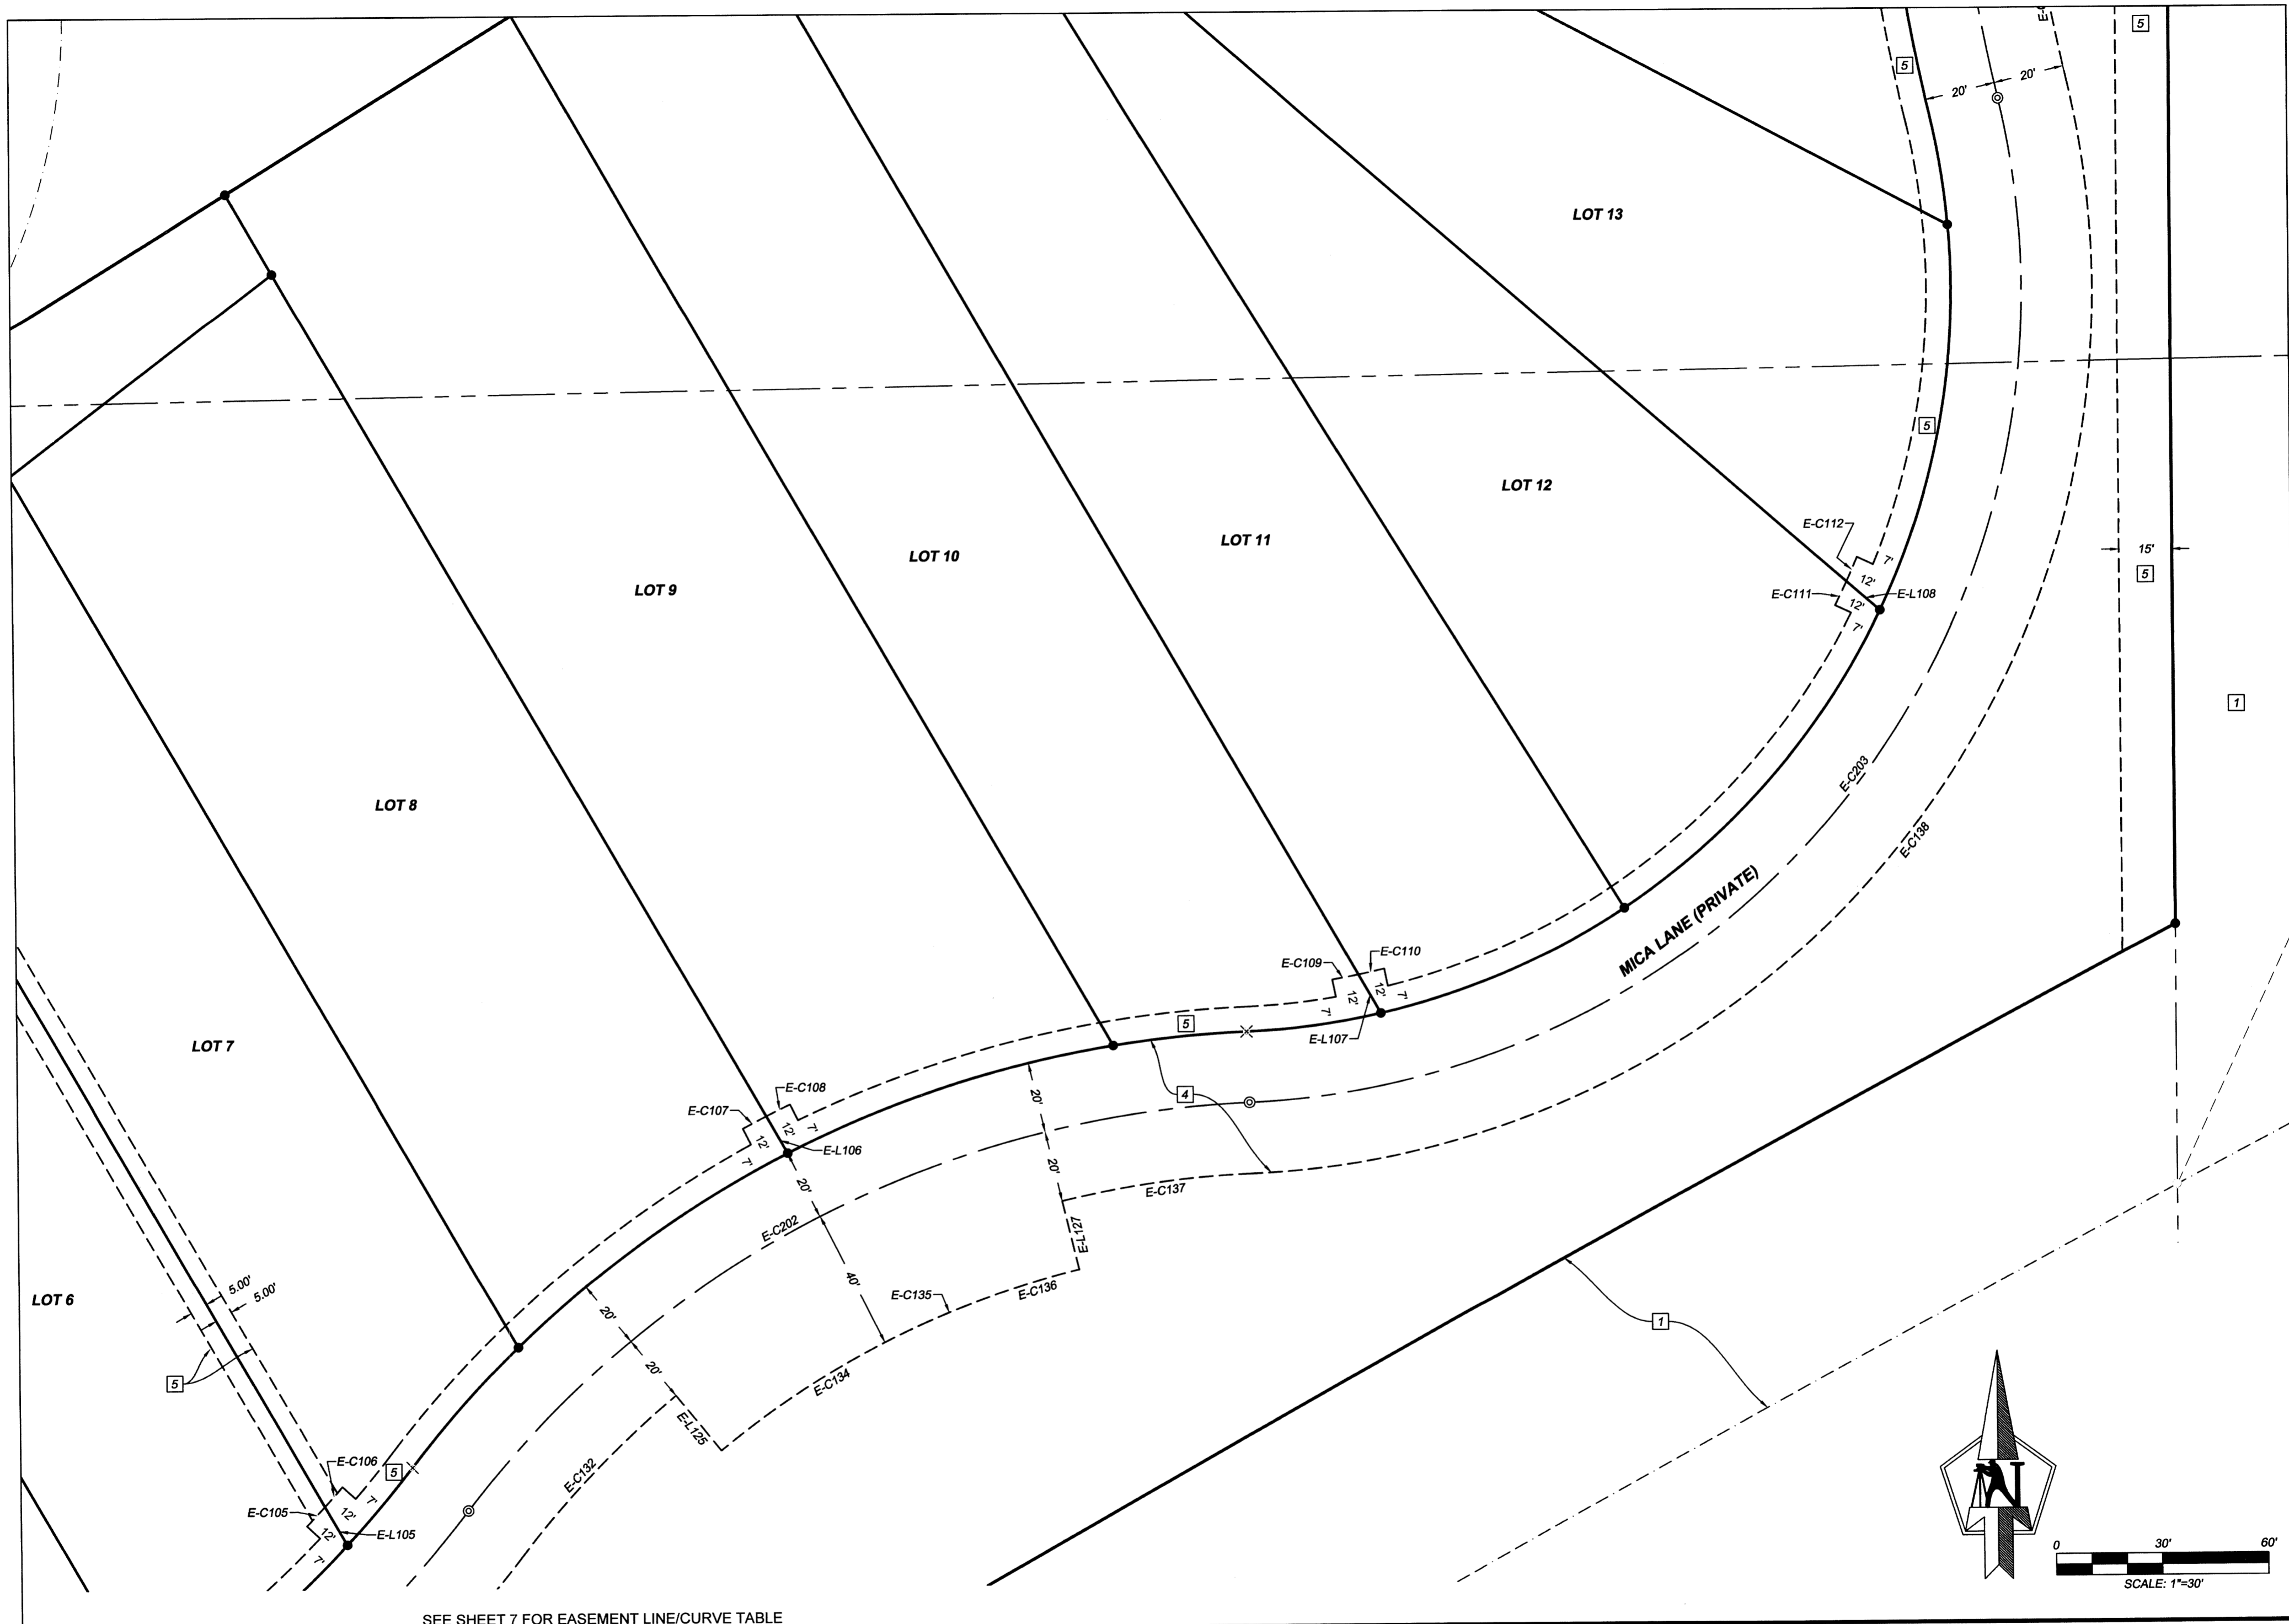 5
5
20'
20'
LOT 13
LOT 12
LOT 11
LOT 10
LOT 9
LOT 8
LOT 7
LOT 6
5
E-C112
7'
12'
E-C111
12'
E-L108
7'
15'
5
1
E-C203
E-C138
MICA LANE (PRIVATE)
E-C109
E-C110
12'
12'
7'
7'
E-L107
5
4
E-C107
E-C108
12'
12'
7'
7'
E-L106
20'
20'
20'
40'
E-C137
E-L127
E-C202
E-C135
E-C136
20'
20'
E-C134
E-L125
E-C132
5.00'
5.00'
5
1
E-C106
5
7'
12'
E-C105
12'
E-L105
7'
N
0 30' 60'
SCALE: 1"=30'
SEE SHEET 7 FOR EASEMENT LINE/CURVE TABLE